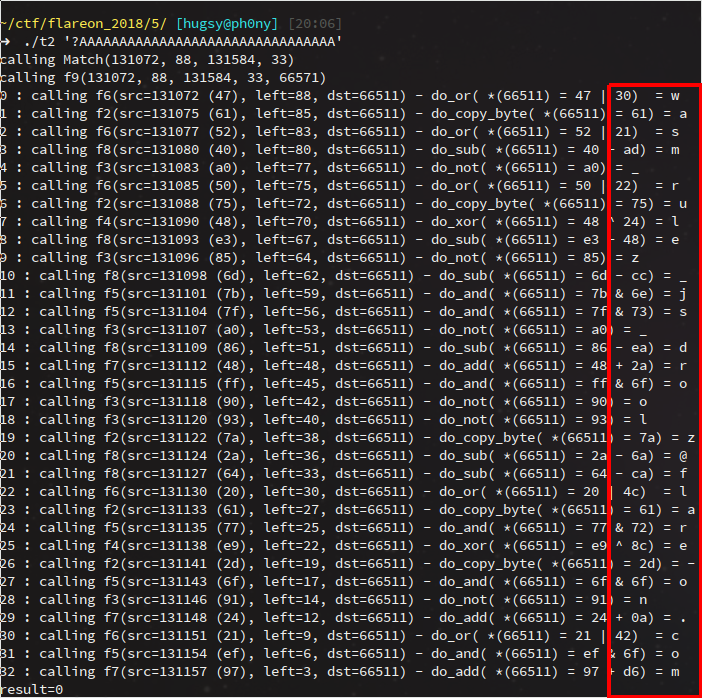 ~/ctf/flareon_2018/5/ [hugsy@ph0ny] [20:06]
➜ ./t2 '?AAAAAAAAAAAAAAAAAAAAAAAAAAAAAAAA'
calling Match(131072, 88, 131584, 33)
calling f9(131072, 88, 131584, 33, 66571)
0 : calling f6(src=131072 (47), left=88, dst=66511) - do_or( *(66511) = 47 | 30) = w
1 : calling f2(src=131075 (61), left=85, dst=66511) - do_copy_byte( *(66511) = 61) = a
2 : calling f6(src=131077 (52), left=83, dst=66511) - do_or( *(66511) = 52 | 21) = s
3 : calling f8(src=131080 (40), left=80, dst=66511) - do_sub( *(66511) = 40 - ad) = m
4 : calling f3(src=131083 (a0), left=77, dst=66511) - do_not( *(66511) = a0) = _
5 : calling f6(src=131085 (50), left=75, dst=66511) - do_or( *(66511) = 50 | 22) = r
6 : calling f2(src=131088 (75), left=72, dst=66511) - do_copy_byte( *(66511) = 75) = u
7 : calling f4(src=131090 (48), left=70, dst=66511) - do_xor( *(66511) = 48 ^ 24) = l
8 : calling f8(src=131093 (e3), left=67, dst=66511) - do_sub( *(66511) = e3 - 48) = e
9 : calling f3(src=131096 (85), left=64, dst=66511) - do_not( *(66511) = 85) = z
10 : calling f8(src=131098 (6d), left=62, dst=66511) - do_sub( *(66511) = 6d - cc) = _
11 : calling f5(src=131101 (7b), left=59, dst=66511) - do_and( *(66511) = 7b & 6e) = j
12 : calling f5(src=131104 (7f), left=56, dst=66511) - do_and( *(66511) = 7f & 73) = s
13 : calling f3(src=131107 (a0), left=53, dst=66511) - do_not( *(66511) = a0) = _
14 : calling f8(src=131109 (86), left=51, dst=66511) - do_sub( *(66511) = 86 - ea) = d
15 : calling f7(src=131112 (48), left=48, dst=66511) - do_add( *(66511) = 48 + 2a) = r
16 : calling f5(src=131115 (ff), left=45, dst=66511) - do_and( *(66511) = ff & 6f) = o
17 : calling f3(src=131118 (90), left=42, dst=66511) - do_not( *(66511) = 90) = o
18 : calling f3(src=131120 (93), left=40, dst=66511) - do_not( *(66511) = 93) = l
19 : calling f2(src=131122 (7a), left=38, dst=66511) - do_copy_byte( *(66511) = 7a) = z
20 : calling f8(src=131124 (2a), left=36, dst=66511) - do_sub( *(66511) = 2a - 6a) = @
21 : calling f8(src=131127 (64), left=33, dst=66511) - do_sub( *(66511) = 64 - ca) = f
22 : calling f6(src=131130 (20), left=30, dst=66511) - do_or( *(66511) = 20 | 4c) = l
23 : calling f2(src=131133 (61), left=27, dst=66511) - do_copy_byte( *(66511) = 61) = a
24 : calling f5(src=131135 (77), left=25, dst=66511) - do_and( *(66511) = 77 & 72) = r
25 : calling f4(src=131138 (e9), left=22, dst=66511) - do_xor( *(66511) = e9 ^ 8c) = e
26 : calling f2(src=131141 (2d), left=19, dst=66511) - do_copy_byte( *(66511) = 2d) = -
27 : calling f5(src=131143 (6f), left=17, dst=66511) - do_and( *(66511) = 6f & 6f) = o
28 : calling f3(src=131146 (91), left=14, dst=66511) - do_not( *(66511) = 91) = n
29 : calling f7(src=131148 (24), left=12, dst=66511) - do_add( *(66511) = 24 + 0a) = .
30 : calling f6(src=131151 (21), left=9, dst=66511) - do_or( *(66511) = 21 | 42) = c
31 : calling f5(src=131154 (ef), left=6, dst=66511) - do_and( *(66511) = ef & 6f) = o
32 : calling f7(src=131157 (97), left=3, dst=66511) - do_add( *(66511) = 97 + d6) = m
result=0